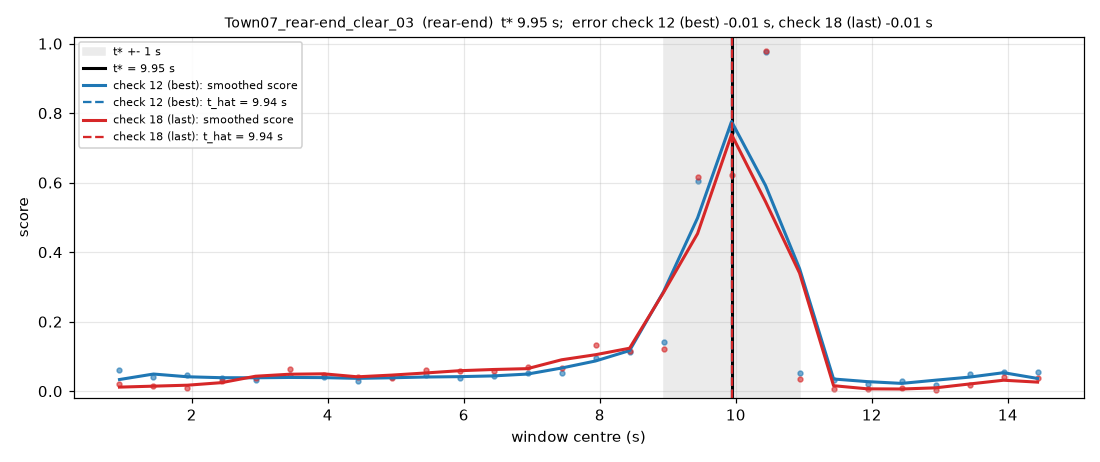 Town07_rear-end_clear_03  (rear-end)  t* 9.95 s;  error check 12 (best) -0.01 s, check 18 (last) -0.01 s
t* +- 1 s
t* = 9.95 s
check 12 (best): smoothed score
check 12 (best): t_hat = 9.94 s
check 18 (last): smoothed score
check 18 (last): t_hat = 9.94 s
1.0
0.8
0.6
0.4
0.2
0.0
score
2 4 6 8 10 12 14
window centre (s)